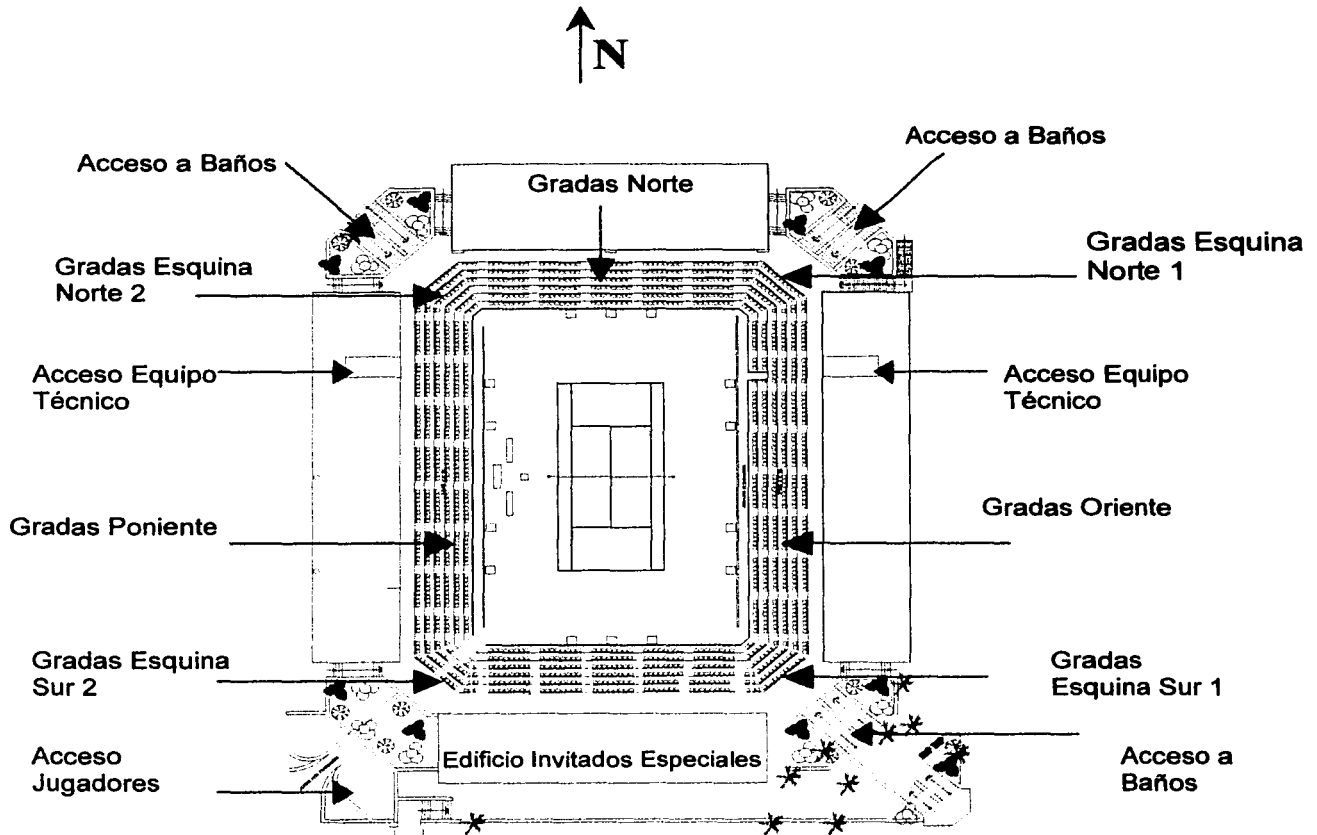 N
Acceso a Baños
Acceso a Baños
Gradas Norte
Gradas Esquina
Norte 2
Gradas Esquina
Norte 1
Acceso Equipo
Técnico
Acceso Equipo
Técnico
Gradas Poniente
Gradas Oriente
Gradas Esquina
Sur 2
Gradas
Esquina Sur 1
Acceso
Jugadores
Edificio Invitados Especiales
Acceso a
Baños